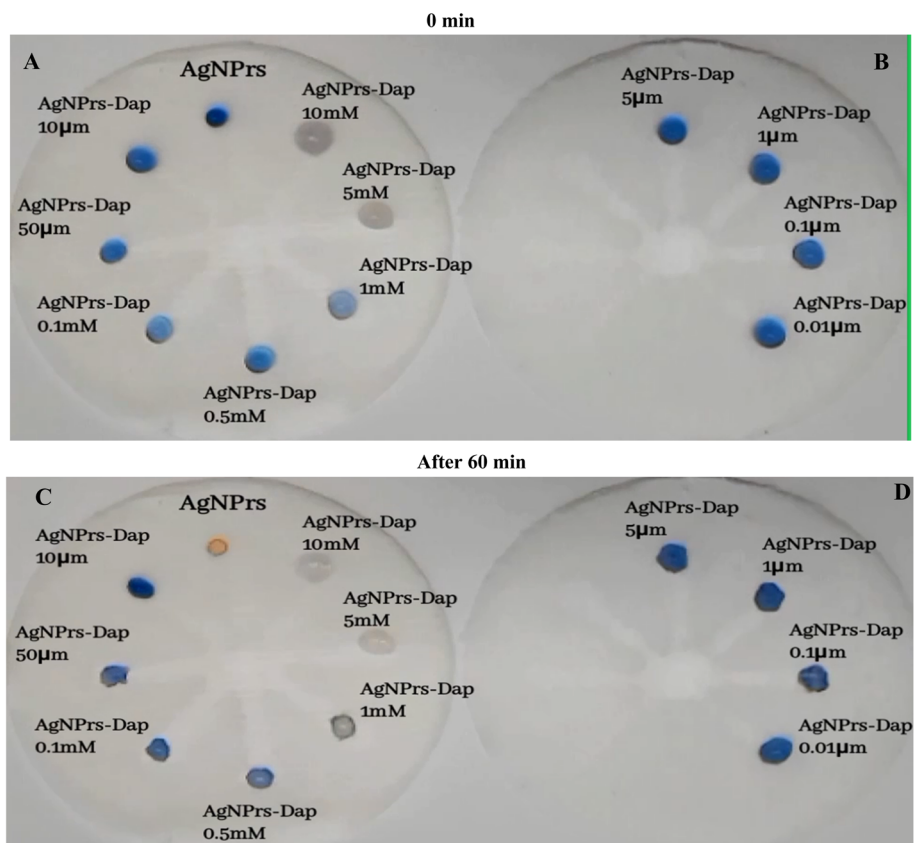 0 min
A
AgNPrs
AgNPrs-Dap
10mM
AgNPrs-Dap
10µm
AgNPrs-Dap
5mM
AgNPrs-Dap
50µm
AgNPrs-Dap
1mM
AgNPrs-Dap
0.1mM
AgNPrs-Dap
0.5mM
B
AgNPrs-Dap
5µm
AgNPrs-Dap
1µm
AgNPrs-Dap
0.1µm
AgNPrs-Dap
0.01µm
After 60 min
C
AgNPrs
AgNPrs-Dap
10mM
AgNPrs-Dap
10µm
AgNPrs-Dap
5mM
AgNPrs-Dap
50µm
AgNPrs-Dap
1mM
AgNPrs-Dap
0.1mM
AgNPrs-Dap
0.5mM
D
AgNPrs-Dap
5µm
AgNPrs-Dap
1µm
AgNPrs-Dap
0.1µm
AgNPrs-Dap
0.01µm